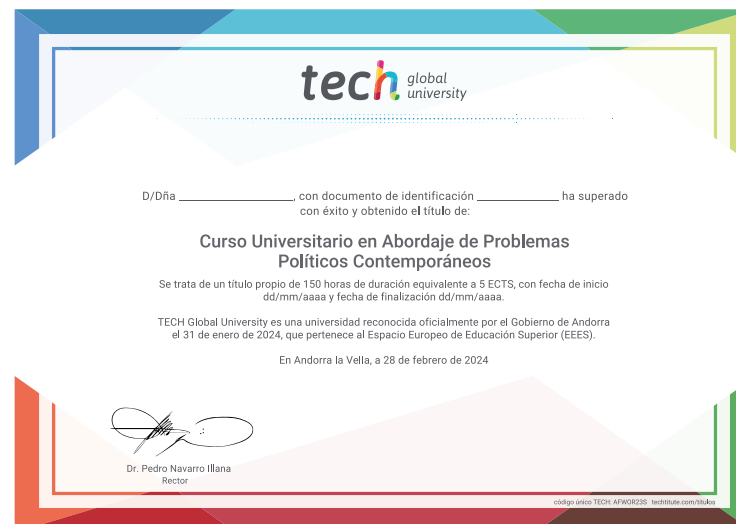 tech global university
D/Dña ______________, con documento de identificación ______________ ha superado
con éxito y obtenido el título de:
Curso Universitario en Abordaje de Problemas
Políticos Contemporáneos
Se trata de un título propio de 150 horas de duración equivalente a 5 ECTS, con fecha de inicio
dd/mm/aaaa y fecha de finalización dd/mm/aaaa.
TECH Global University es una universidad reconocida oficialmente por el Gobierno de Andorra
el 31 de enero de 2024, que pertenece al Espacio Europeo de Educación Superior (EEES).
En Andorra la Vella, a 28 de febrero de 2024
Dr. Pedro Navarro Illana
Rector
código único TECH: AFWOR23S techtitute.com/titulos